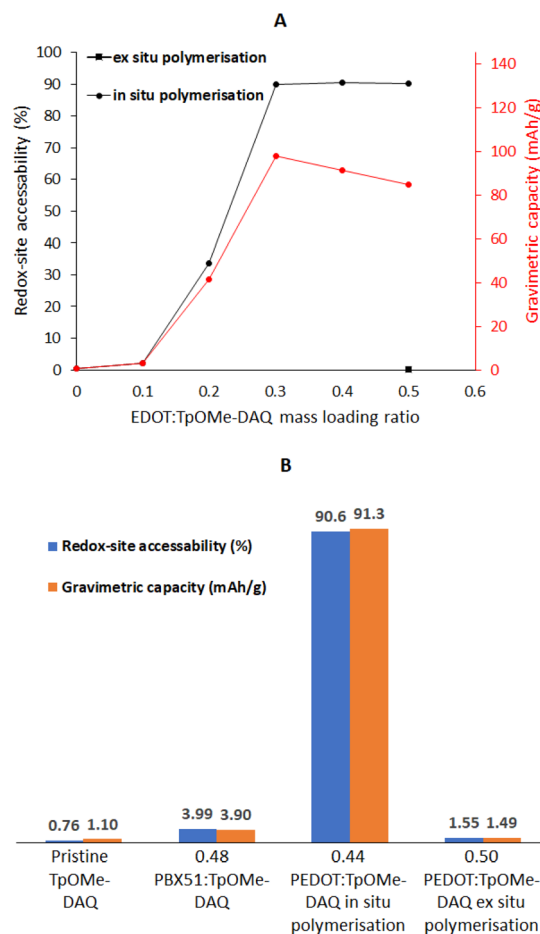 A
ex situ polymerisation
in situ polymerisation
Redox-site accessability (%)
100
90
80
70
60
50
40
30
20
10
0
Gravimetric capacity (mAh/g)
140
120
100
80
60
40
20
0
0 0.1 0.2 0.3 0.4 0.5 0.6
EDOT:TpOMe-DAQ mass loading ratio
B
Redox-site accessability (%)
Gravimetric capacity (mAh/g)
0.76 1.10
3.99 3.90
90.6 91.3
1.55 1.49
Pristine
TpOMe-
DAQ
0.48
PBX51:TpOMe-
DAQ
0.44
PEDOT:TpOMe-
DAQ in situ
polymerisation
0.50
PEDOT:TpOMe-
DAQ ex situ
polymerisation